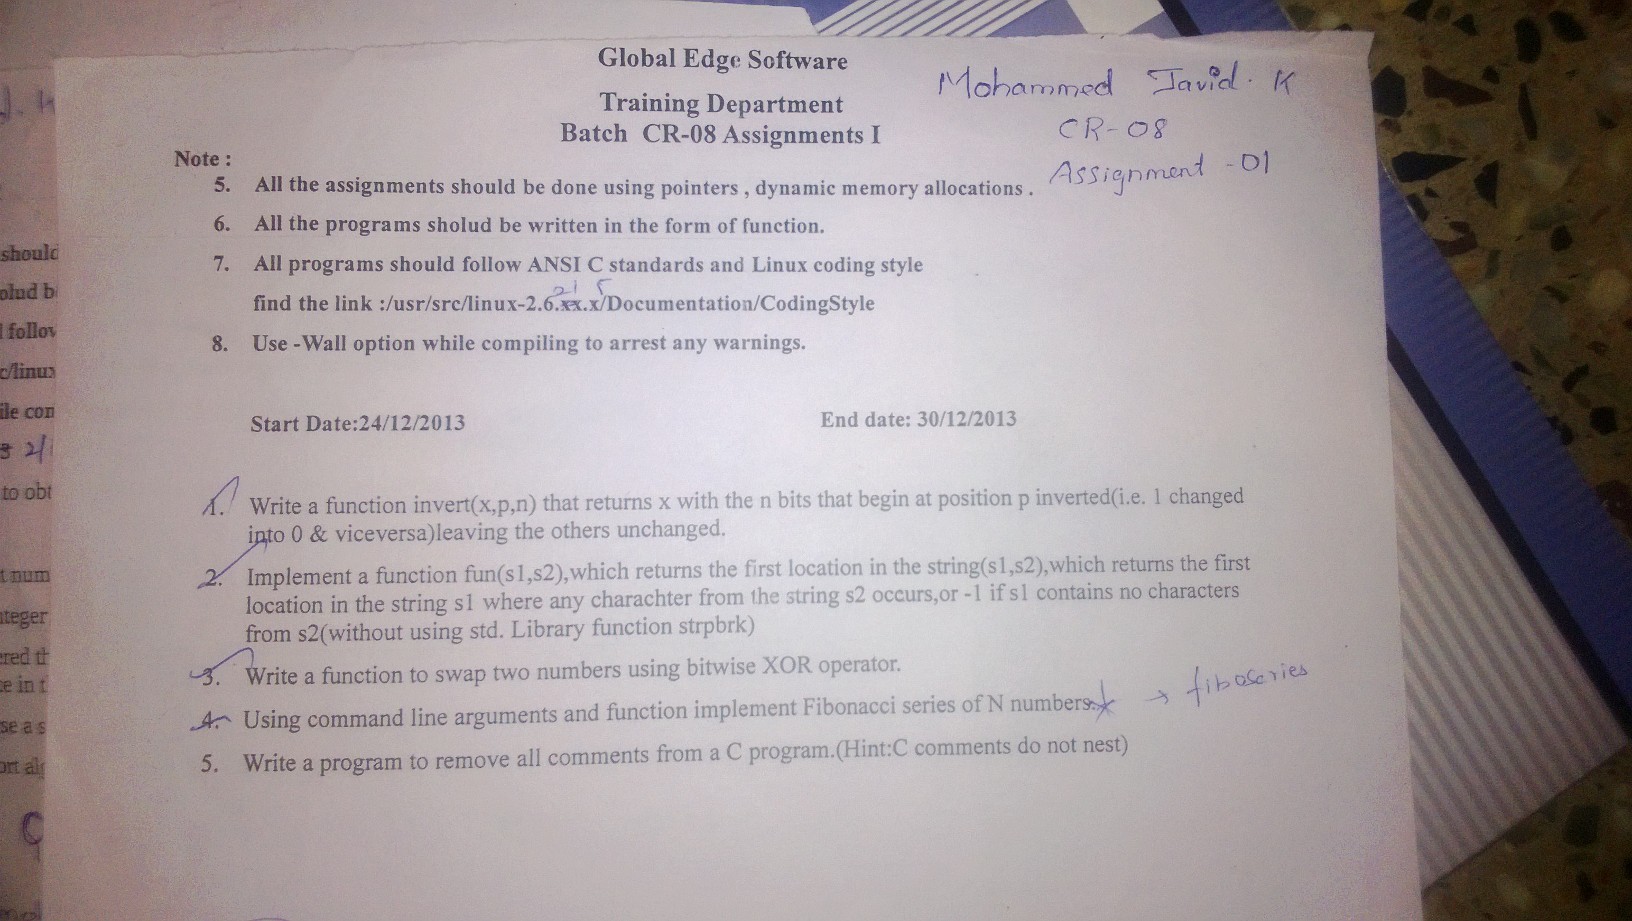 Global Edge Software
Training Department
Batch CR-08 Assignments I
Mohammed Javid. K
CR-08
Assignment -01
Note :
5. All the assignments should be done using pointers , dynamic memory allocations .
6. All the programs sholud be written in the form of function.
7. All programs should follow ANSI C standards and Linux coding style
21 5
find the link :/usr/src/linux-2.6.xx.x/Documentation/CodingStyle
8. Use -Wall option while compiling to arrest any warnings.
Start Date:24/12/2013 End date: 30/12/2013
1. Write a function invert(x,p,n) that returns x with the n bits that begin at position p inverted(i.e. 1 changed
into 0 & viceversa)leaving the others unchanged.
2. Implement a function fun(s1,s2),which returns the first location in the string(s1,s2),which returns the first
location in the string s1 where any charachter from the string s2 occurs,or -1 if s1 contains no characters
from s2(without using std. Library function strpbrk)
3. Write a function to swap two numbers using bitwise XOR operator.
4. Using command line arguments and function implement Fibonacci series of N numbers. → fiboseries
5. Write a program to remove all comments from a C program.(Hint:C comments do not nest)
should
olud b
follow
c/linux
ile con
2/
to obt
t num
nteger
ered th
ce in t
se a s
ort alg
C